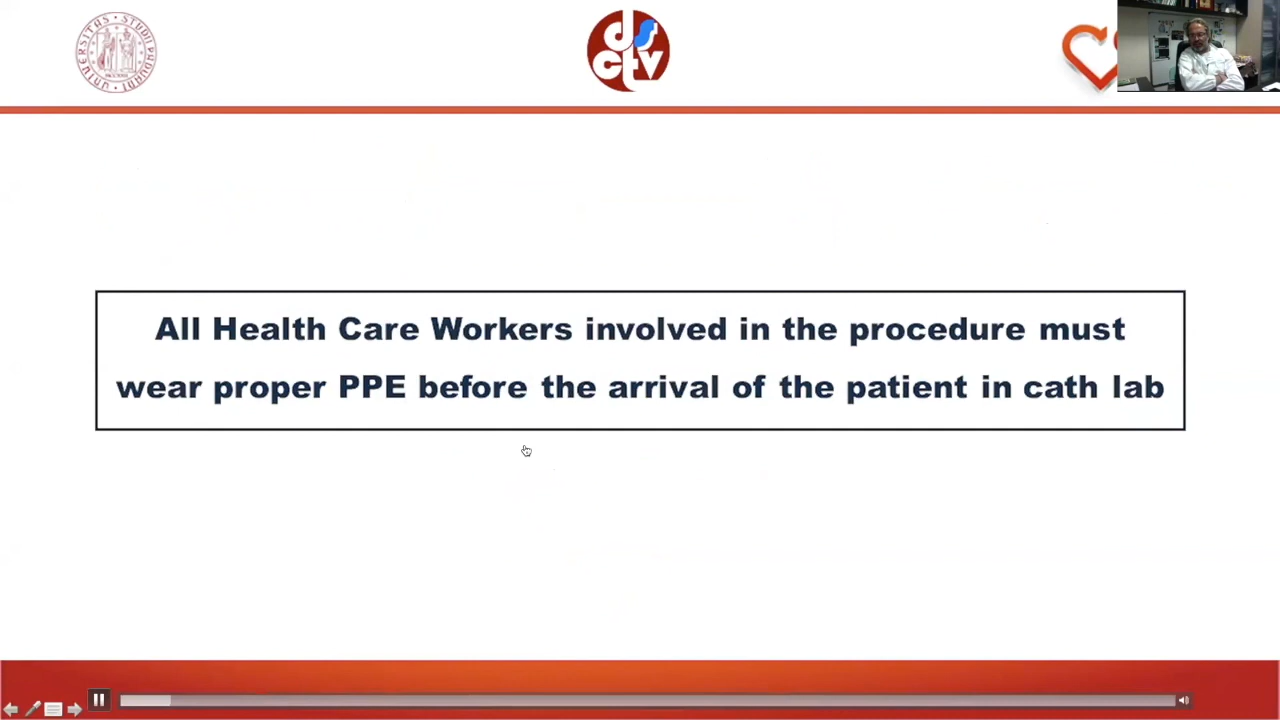 dsctv
All Health Care Workers involved in the procedure must
wear proper PPE before the arrival of the patient in cath lab